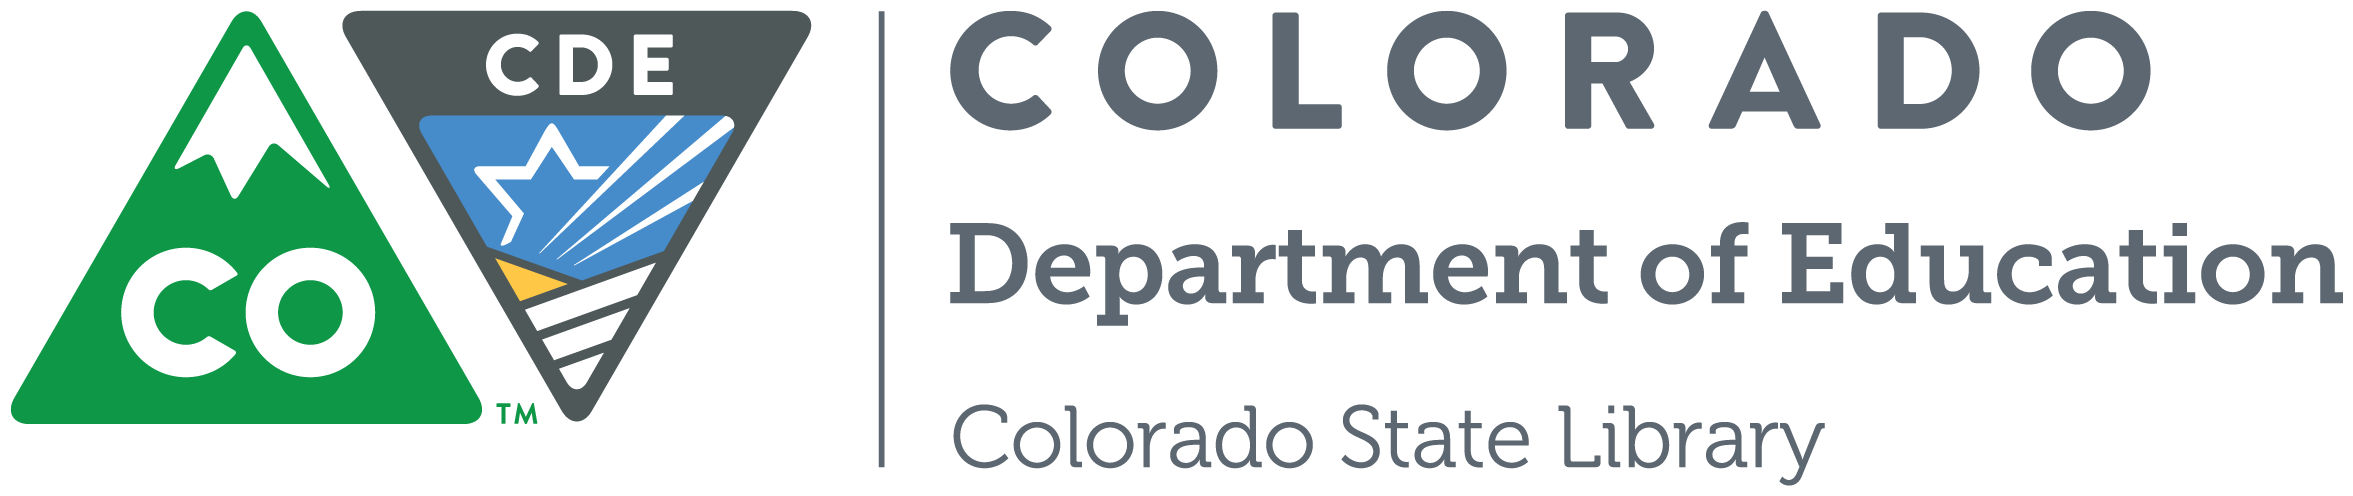 CO
TM
CDE
COLORADO
Department of Education
Colorado State Library